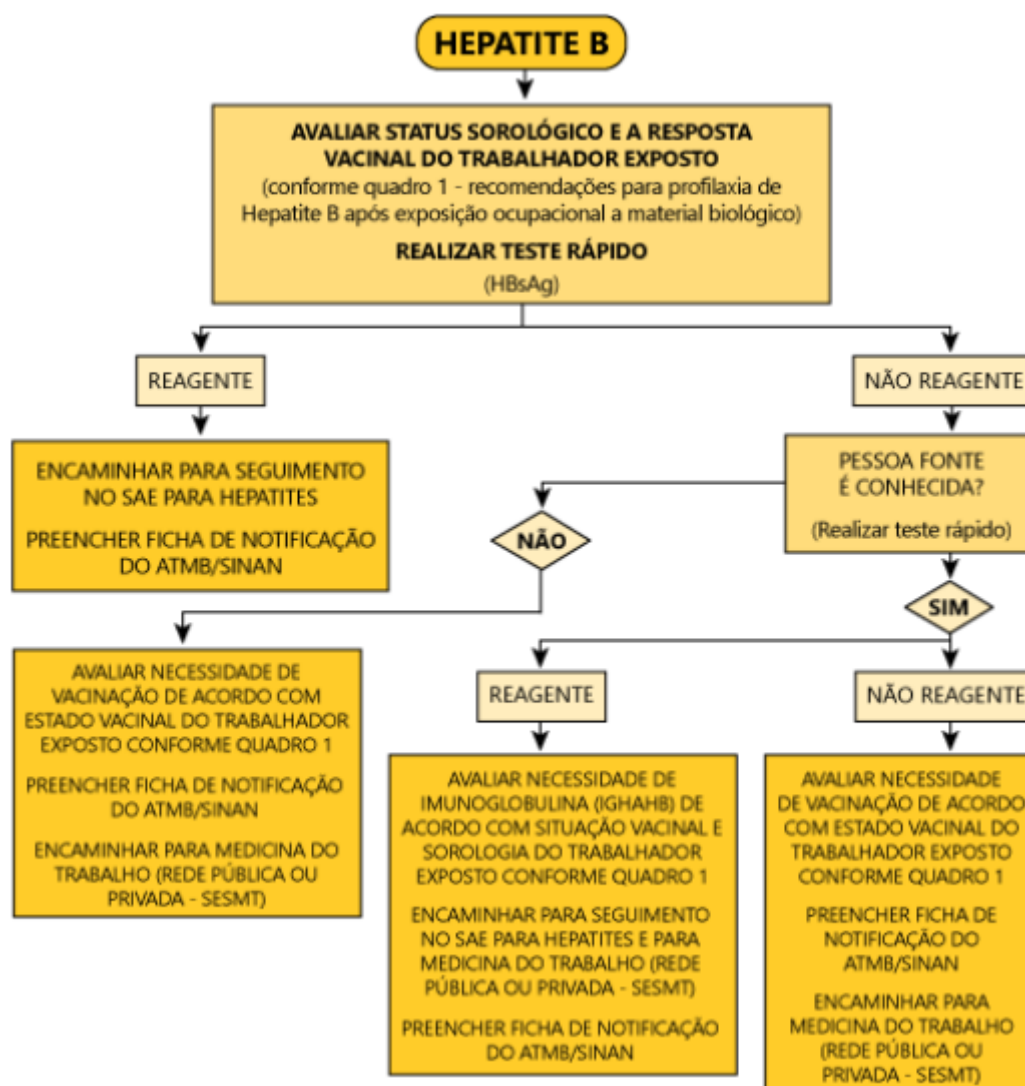 HEPATITE B
AVALIAR STATUS SOROLÓGICO E A RESPOSTA
VACINAL DO TRABALHADOR EXPOSTO
(conforme quadro 1 - recomendações para profilaxia de
Hepatite B após exposição ocupacional a material biológico)
REALIZAR TESTE RÁPIDO
(HBsAg)
REAGENTE
ENCAMINHAR PARA SEGUIMENTO
NO SAE PARA HEPATITES
PREENCHER FICHA DE NOTIFICAÇÃO
DO ATMB/SINAN
NÃO REAGENTE
PESSOA FONTE
É CONHECIDA?
(Realizar teste rápido)
NÃO
AVALIAR NECESSIDADE DE
VACINAÇÃO DE ACORDO COM
ESTADO VACINAL DO TRABALHADOR
EXPOSTO CONFORME QUADRO 1
PREENCHER FICHA DE NOTIFICAÇÃO
DO ATMB/SINAN
ENCAMINHAR PARA MEDICINA DO
TRABALHO (REDE PÚBLICA OU
PRIVADA - SESMT)
SIM
REAGENTE
AVALIAR NECESSIDADE DE
IMUNOGLOBULINA (IGHAHB) DE
ACORDO COM SITUAÇÃO VACINAL E
SOROLOGIA DO TRABALHADOR
EXPOSTO CONFORME QUADRO 1
ENCAMINHAR PARA SEGUIMENTO
NO SAE PARA HEPATITES E PARA
MEDICINA DO TRABALHO (REDE
PÚBLICA OU PRIVADA - SESMT)
PREENCHER FICHA DE NOTIFICAÇÃO
DO ATMB/SINAN
NÃO REAGENTE
AVALIAR NECESSIDADE
DE VACINAÇÃO DE ACORDO
COM ESTADO VACINAL DO
TRABALHADOR EXPOSTO
CONFORME QUADRO 1
PREENCHER FICHA DE
NOTIFICAÇÃO DO
ATMB/SINAN
ENCAMINHAR PARA
MEDICINA DO TRABALHO
(REDE PÚBLICA OU
PRIVADA - SESMT)